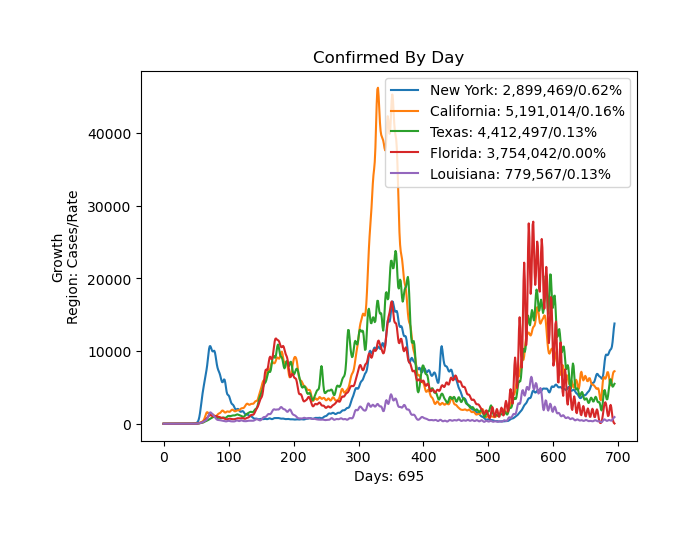 Confirmed By Day
New York: 2,899,469/0.62%
California: 5,191,014/0.16%
Texas: 4,412,497/0.13%
Florida: 3,754,042/0.00%
Louisiana: 779,567/0.13%
Growth
Region: Cases/Rate
40000
30000
20000
10000
0
0 100 200 300 400 500 600 700
Days: 695